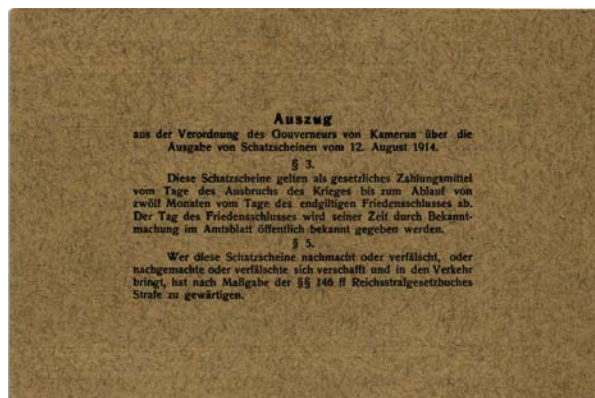 Auszug
aus der Verordnung des Gouverneurs von Kamerun über die
Ausgabe von Schatzscheinen vom 12. August 1914.
§ 3.
Diese Schatzscheine gelten als gesetzliches Zahlungsmittel
vom Tage des Ausbruchs des Krieges bis zum Ablauf von
zwölf Monaten vom Tage des endgiltigen Friedensschlusses ab.
Der Tag des Friedensschlusses wird seiner Zeit durch Bekannt-
machung im Amtsblatt öffentlich bekannt gegeben werden.
§ 5.
Wer diese Schatzscheine nachmacht oder verfälscht, oder
nachgemachte oder verfälschte sich verschafft und in den Verkehr
bringt, hat nach Maßgabe der §§ 146 ff Reichsstrafgesetzbuches
Strafe zu gewärtigen.